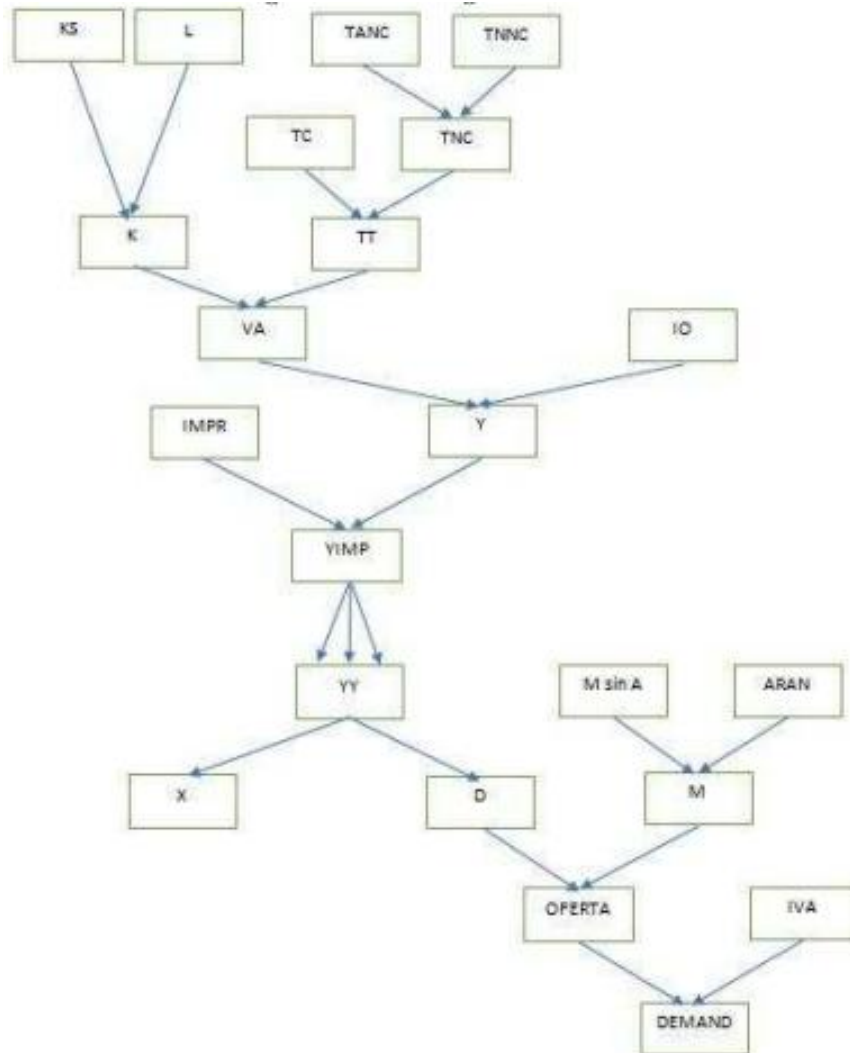 KS
L
TANC
TNNC
TC
TNC
K
TT
VA
IO
IMPR
Y
YIMP
YY
M sin A
ARAN
X
D
M
OFERTA
IVA
DEMAND